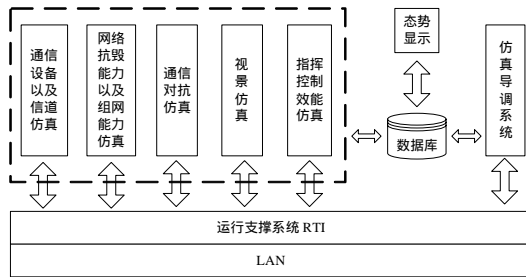 通信
设备
以及
信道
仿真
网络
抗毁
能力
以及
组网
能力
仿真
通信
对抗
仿真
视
景
仿
真
指挥
控制
效能
仿真
态势
显示
数据库
仿
真
导
调
系
统
运行支撑系统 RTI
LAN